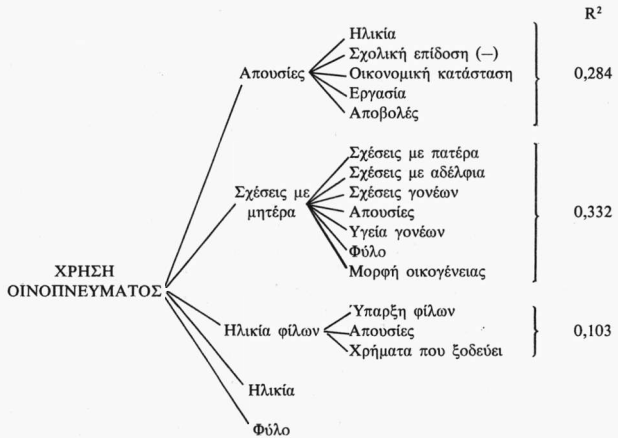 R²
Ηλικία
Σχολική επίδοση (−)
Απουσίες
Οικονομική κατάσταση
0,284
Εργασία
Αποβολές
Σχέσεις με πατέρα
Σχέσεις με αδέλφια
Σχέσεις με
μητέρα
Σχέσεις γονέων
Απουσίες
0,332
Υγεία γονέων
Φύλο
Μορφή οικογένειας
ΧΡΗΣΗ
ΟΙΝΟΠΝΕΥΜΑΤΟΣ
Ύπαρξη φίλων
Ηλικία φίλων
Απουσίες
0,103
Χρήματα που ξοδεύει
Ηλικία
Φύλο